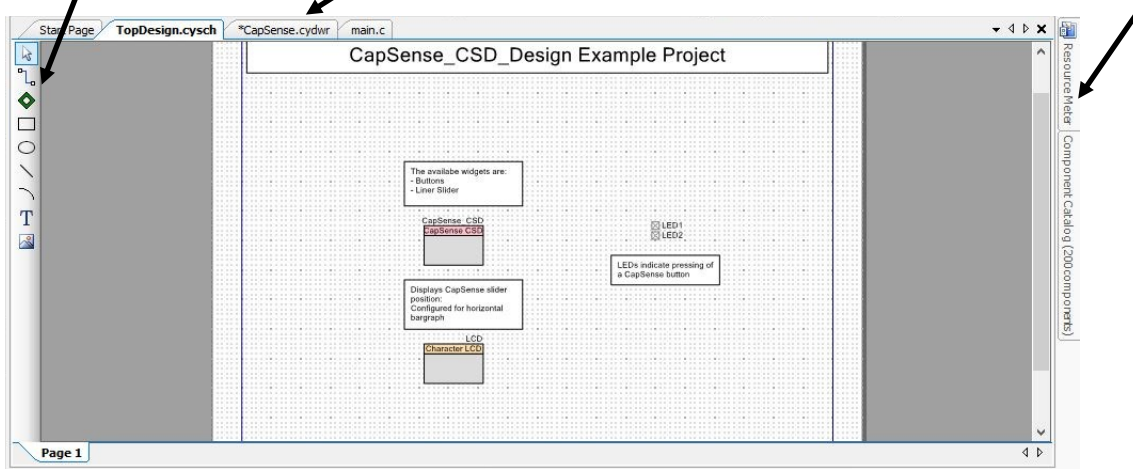 Start Page TopDesign.cysch *CapSense.cydwr main.c
CapSense_CSD_Design Example Project
The availabe widgets are:
- Buttons
- Liner Slider
CapSense_CSD
CapSense CSD
LED1
LED2
LEDs indicate pressing of
a CapSense button
Displays CapSense slider
position:
Configured for horizontal
bargraph
LCD
Character LCD
T
Page 1
Resource Meter
Component Catalog (200 components)